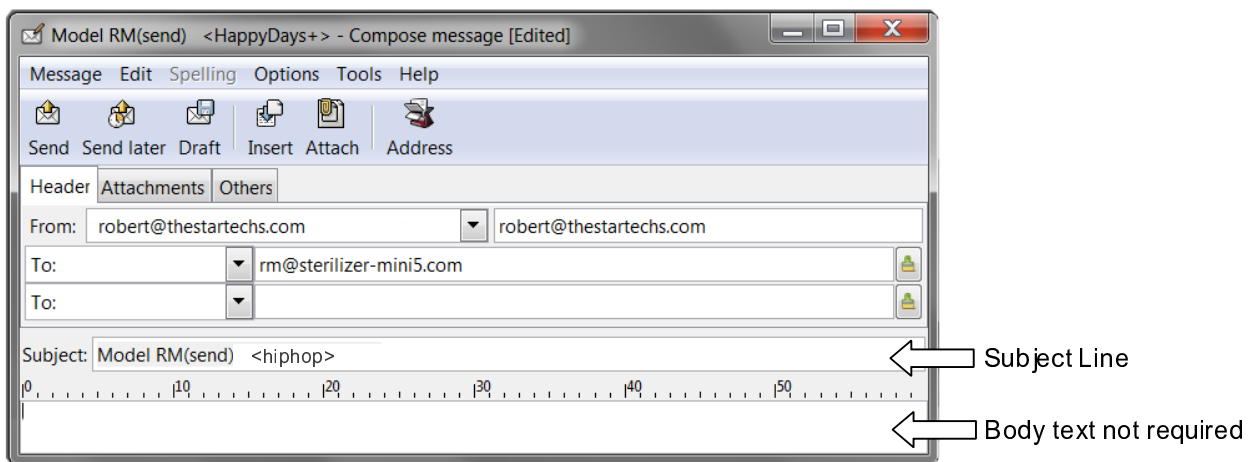 Model RM(send) <HappyDays+> - Compose message [Edited]
Message Edit Spelling Options Tools Help
Send Send later Draft Insert Attach Address
Header Attachments Others
From: robert@thestartechs.com robert@thestartechs.com
To: rm@sterilizer-mini5.com
To:
Subject: Model RM(send) <hiphop>
Subject Line
0 10 20 30 40 50
Body text not required